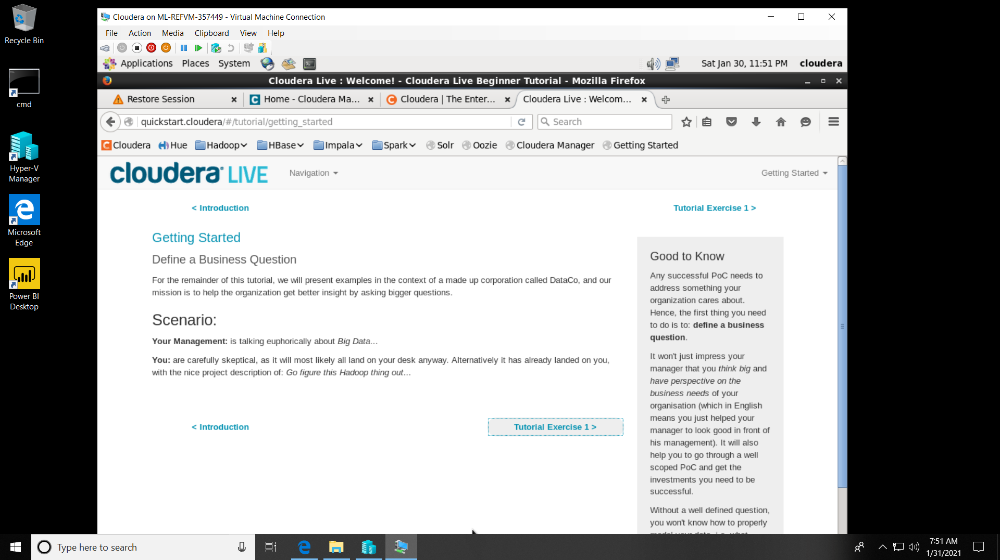 Recycle Bin
cmd
Hyper-V
Manager
Microsoft
Edge
Power BI
Desktop
Cloudera on ML-REFVM-357449 - Virtual Machine Connection
File Action Media Clipboard View Help
Applications Places System Sat Jan 30, 11:51 PM cloudera
Cloudera Live : Welcome! - Cloudera Live Beginner Tutorial - Mozilla Firefox
Restore Session Home - Cloudera Ma... Cloudera | The Enter... Cloudera Live : Welcom...
quickstart.cloudera/#/tutorial/getting_started Search
Cloudera Hue Hadoop HBase Impala Spark Solr Oozie Cloudera Manager Getting Started
cloudera LIVE Navigation Getting Started
< Introduction Tutorial Exercise 1 >
Getting Started
Define a Business Question
For the remainder of this tutorial, we will present examples in the context of a made up corporation called DataCo, and our
mission is to help the organization get better insight by asking bigger questions.
Scenario:
Your Management: is talking euphorically about Big Data...
You: are carefully skeptical, as it will most likely all land on your desk anyway. Alternatively it has already landed on you,
with the nice project description of: Go figure this Hadoop thing out...
< Introduction Tutorial Exercise 1 >
Good to Know
Any successful PoC needs to
address something your
organization cares about.
Hence, the first thing you need
to do is to: define a business
question.
It won't just impress your
manager that you think big and
have perspective on the
business needs of your
organisation (which in English
means you just helped your
manager to look good in front of
his management). It will also
help you to go through a well
scoped PoC and get the
investments you need to be
successful.
Without a well defined question,
you won't know how to properly
Type here to search
7:51 AM
1/31/2021